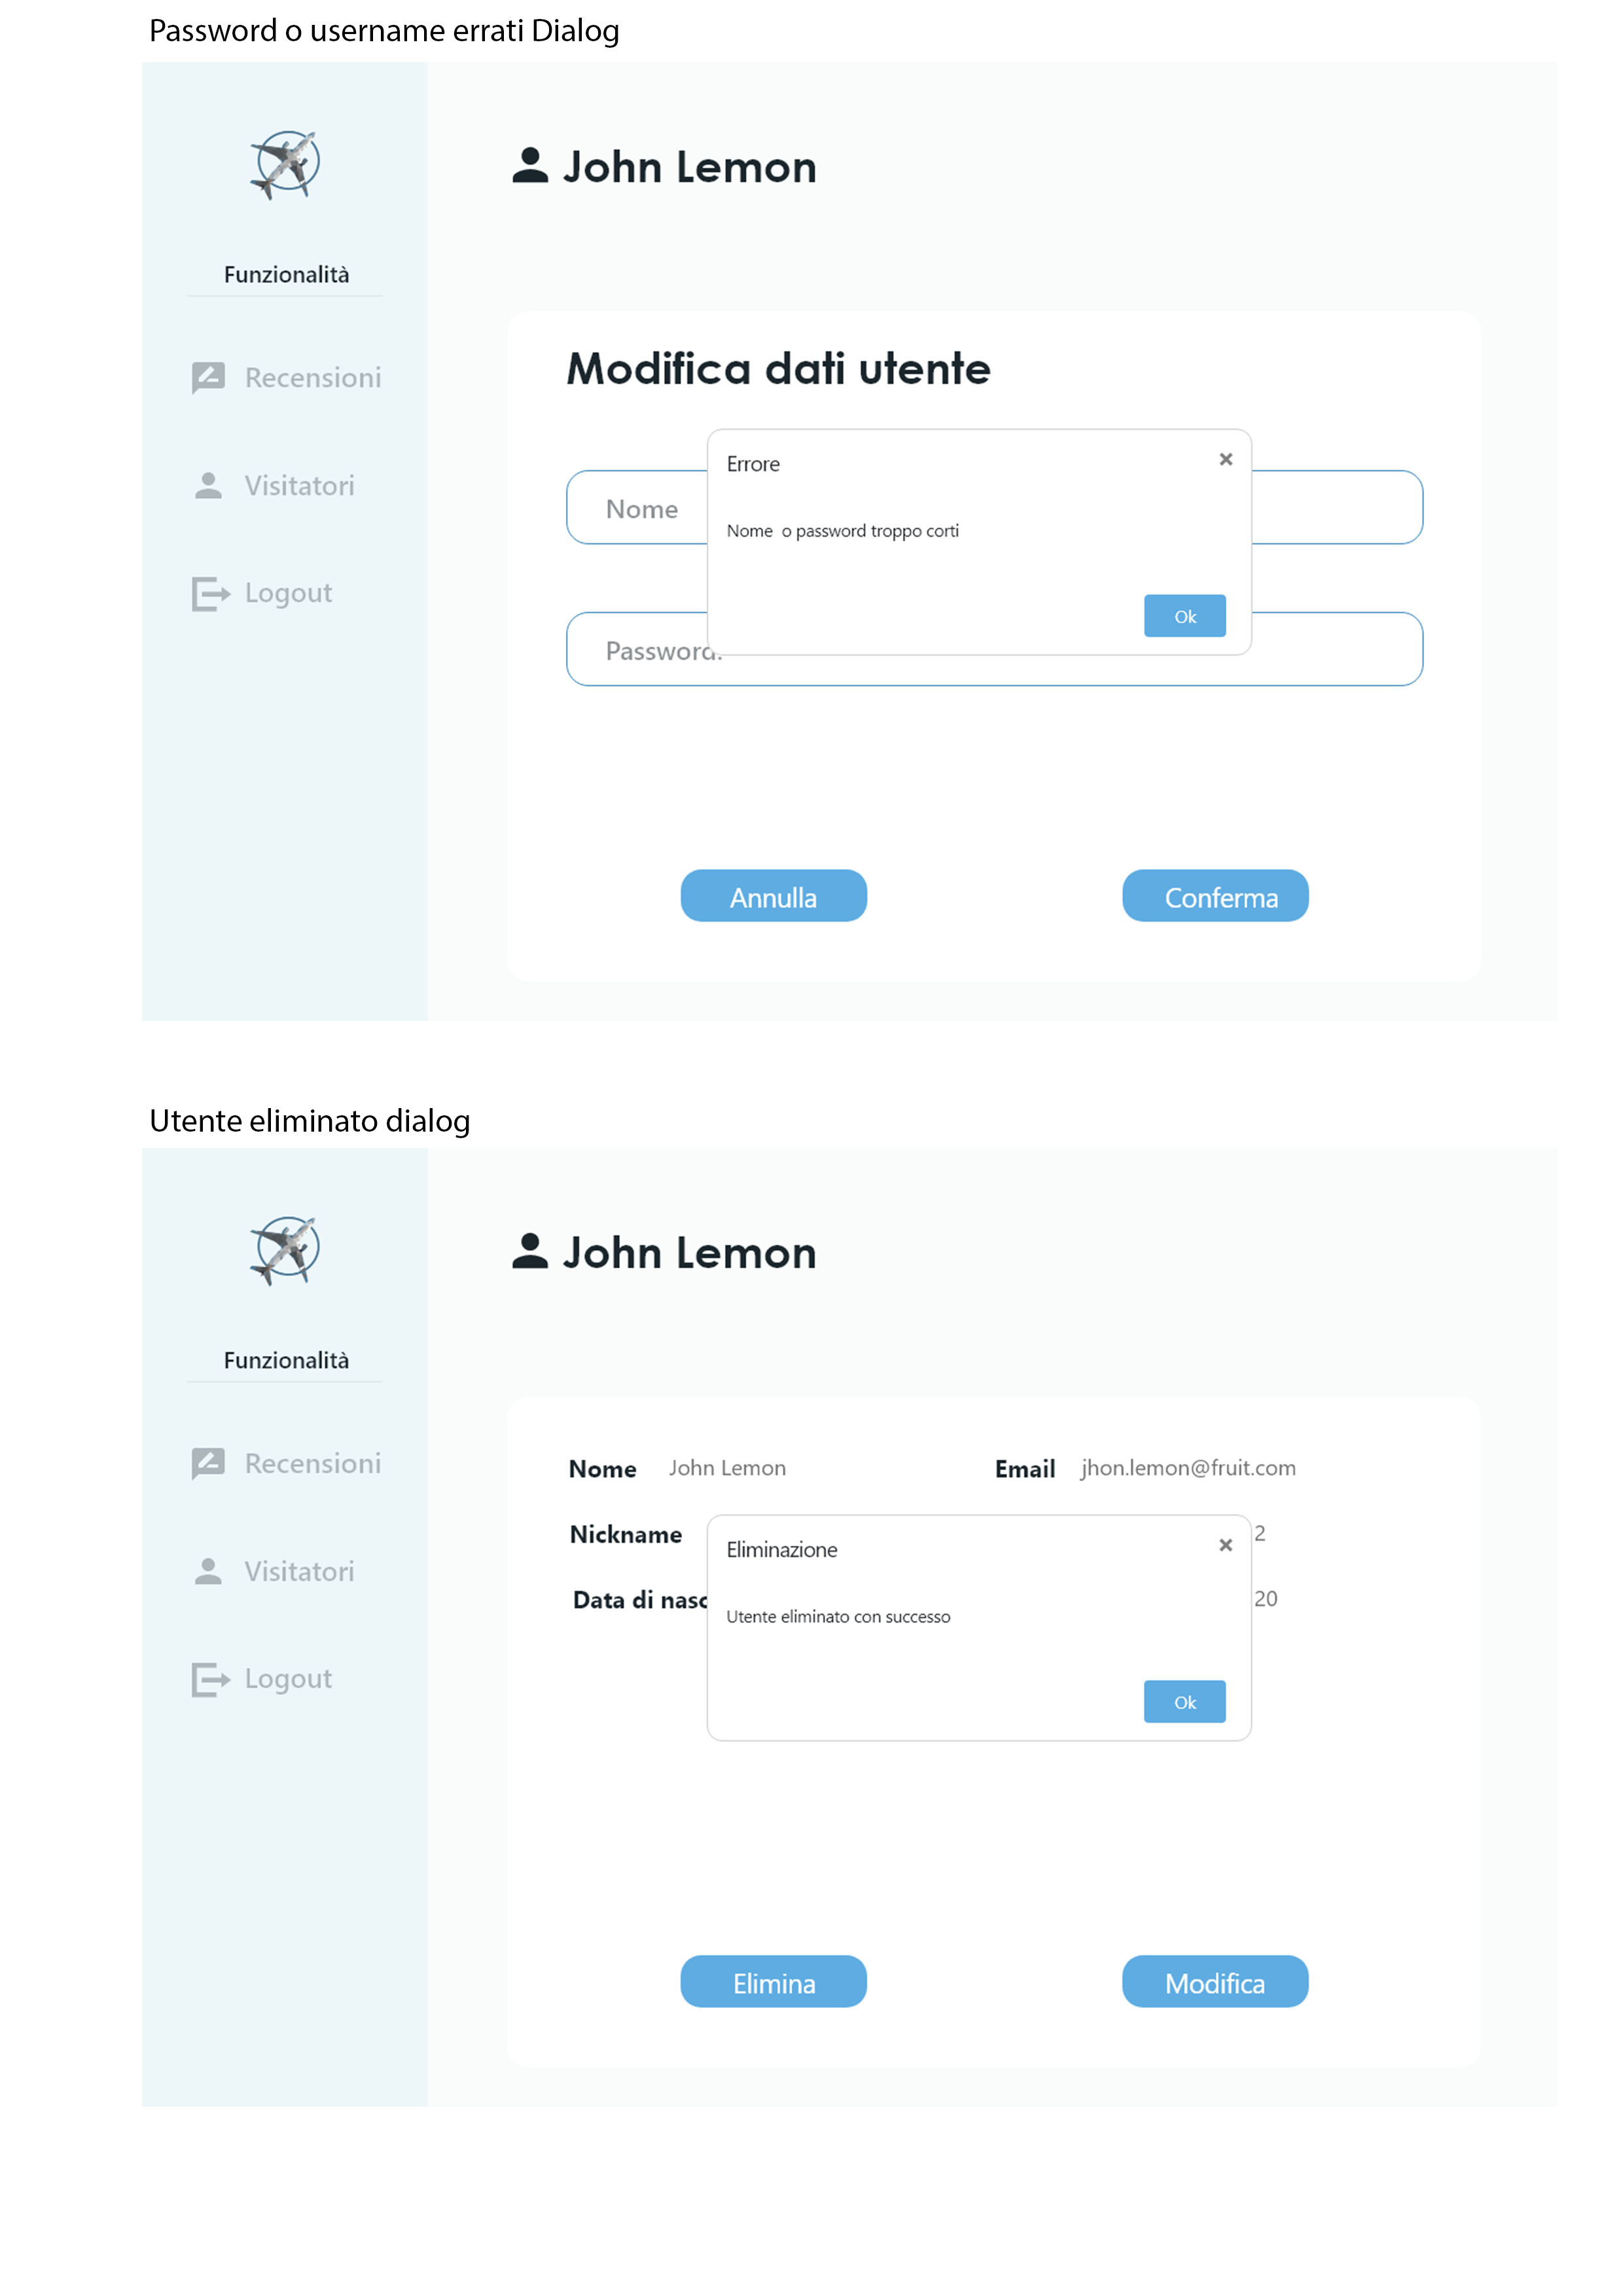 Password o username errati Dialog
John Lemon
Funzionalità
Recensioni
Visitatori
Logout
Modifica dati utente
Errore
Nome
Nome o password troppo corti
Ok
Password:
Annulla
Conferma
Utente eliminato dialog
John Lemon
Funzionalità
Recensioni
Visitatori
Logout
Nome John Lemon Email jhon.lemon@fruit.com
Nickname 2
Eliminazione
Data di nasc 20
Utente eliminato con successo
Ok
Elimina
Modifica